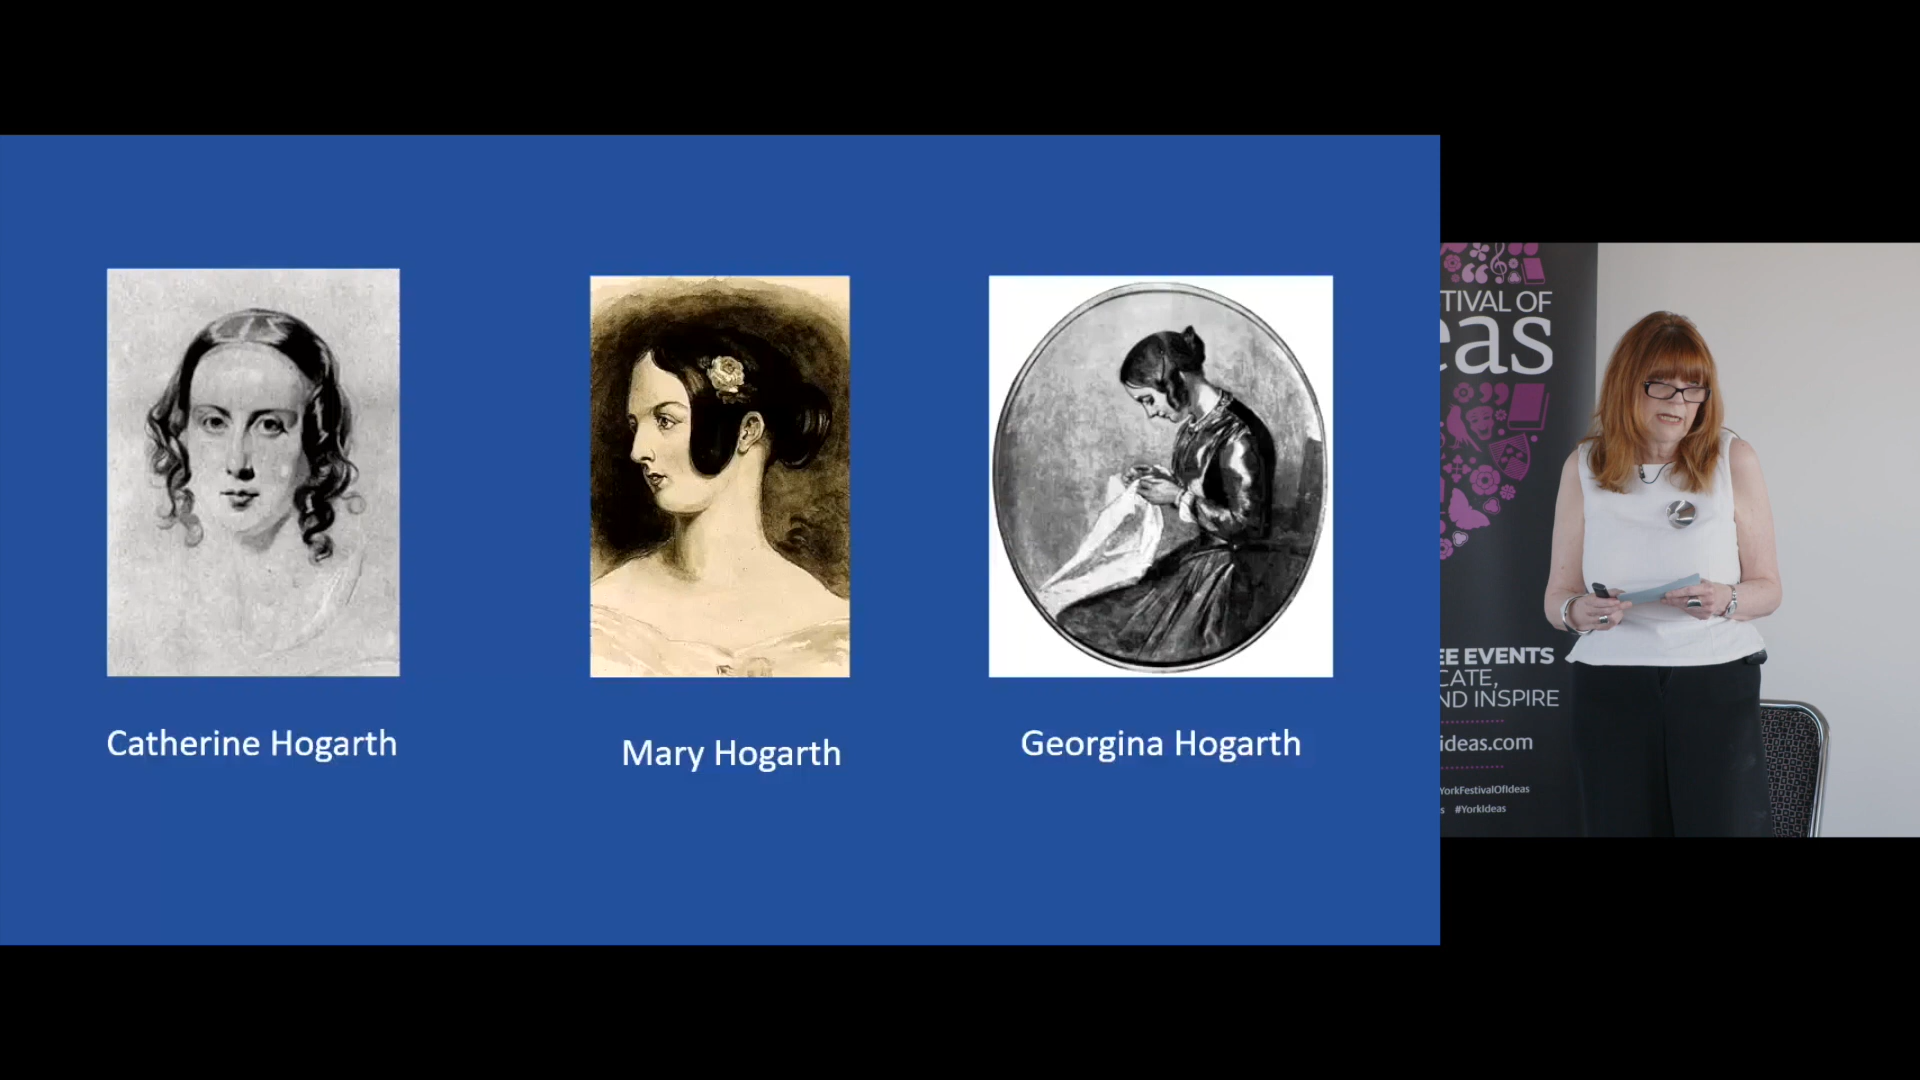 Catherine Hogarth
Mary Hogarth
Georgina Hogarth
TIVAL OF
eas
EE EVENTS
CATE,
ND INSPIRE
ideas.com
YorkFestivalOfIdeas
s #YorkIdeas